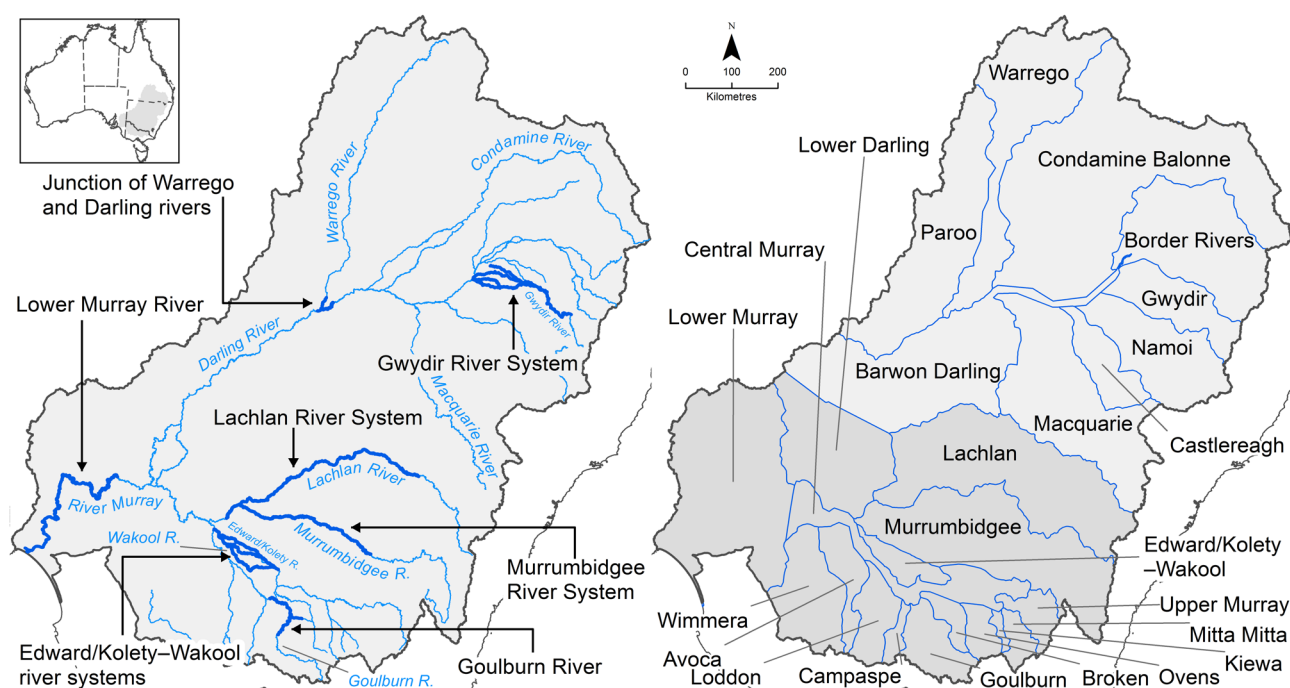 Junction of Warrego
and Darling rivers
Warrego River
Condamine River
Lower Murray River
Darling River
Gwydir River
Gwydir River System
Macquarie River
Lachlan River System
Lachlan River
River Murray
Wakool R.
Edward/Kolety R.
Murrumbidgee R.
Murrumbidgee
River System
Edward/Kolety–Wakool
river systems
Goulburn River
Goulburn R.
N
0
100
200
Kilometres
Warrego
Lower Darling
Condamine Balonne
Paroo
Central Murray
Border Rivers
Lower Murray
Gwydir
Namoi
Barwon Darling
Macquarie
Castlereagh
Lachlan
Murrumbidgee
Edward/Kolety
–Wakool
Wimmera
Upper Murray
Avoca
Mitta Mitta
Loddon
Kiewa
Campaspe
Ovens
Goulburn
Broken